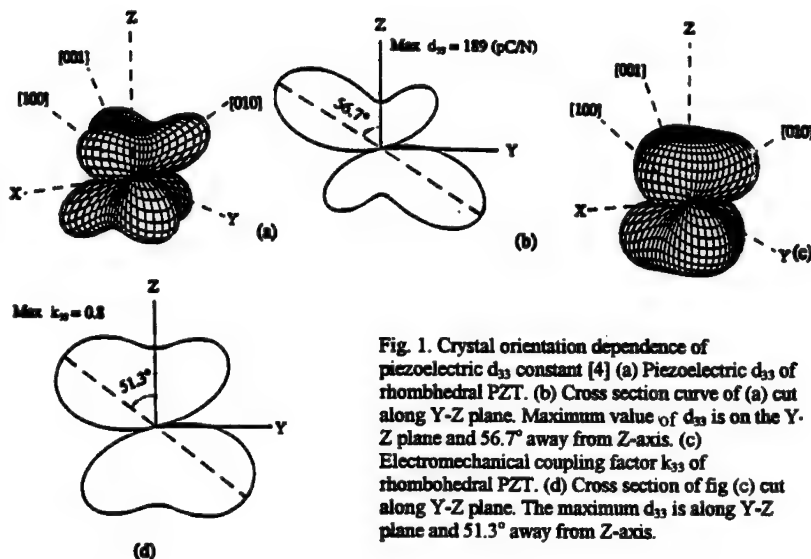 Z
[001]
[100]
[010]
X
Y
(a)
Z
Max d₃₃ = 189 (pC/N)
56.7°
Y
(b)
Z
[001]
[100]
[010]
X
Y
(c)
Max k₃₃ = 0.8
Z
51.3°
Y
(d)
Fig. 1. Crystal orientation dependence of
piezoelectric d₃₃ constant [4] (a) Piezoelectric d₃₃ of
rhombhedral PZT. (b) Cross section curve of (a) cut
along Y-Z plane. Maximum value of d₃₃ is on the Y-
Z plane and 56.7° away from Z-axis. (c)
Electromechanical coupling factor k₃₃ of
rhombohedral PZT. (d) Cross section of fig (c) cut
along Y-Z plane. The maximum d₃₃ is along Y-Z
plane and 51.3° away from Z-axis.